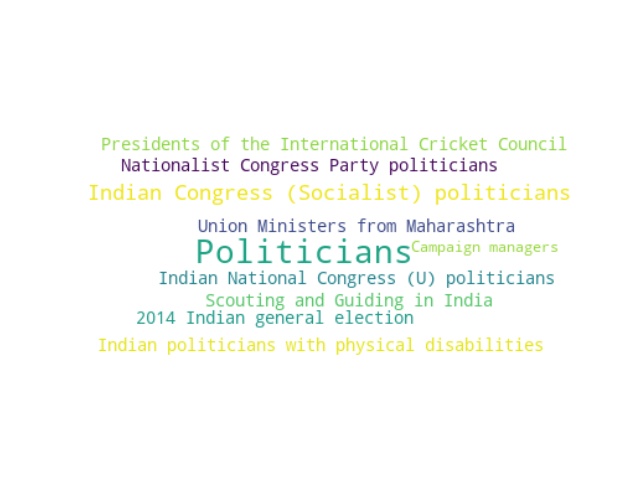 Presidents of the International Cricket Council
Nationalist Congress Party politicians
Indian Congress (Socialist) politicians
Union Ministers from Maharashtra
Politicians
Campaign managers
Indian National Congress (U) politicians
Scouting and Guiding in India
2014 Indian general election
Indian politicians with physical disabilities